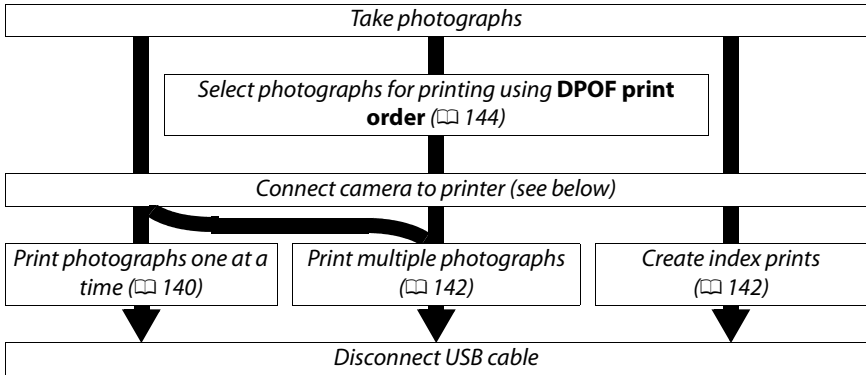 Take photographs
Select photographs for printing using DPOF print
order (📖 144)
Connect camera to printer (see below)
Print photographs one at a
time (📖 140)
Print multiple photographs
(📖 142)
Create index prints
(📖 142)
Disconnect USB cable